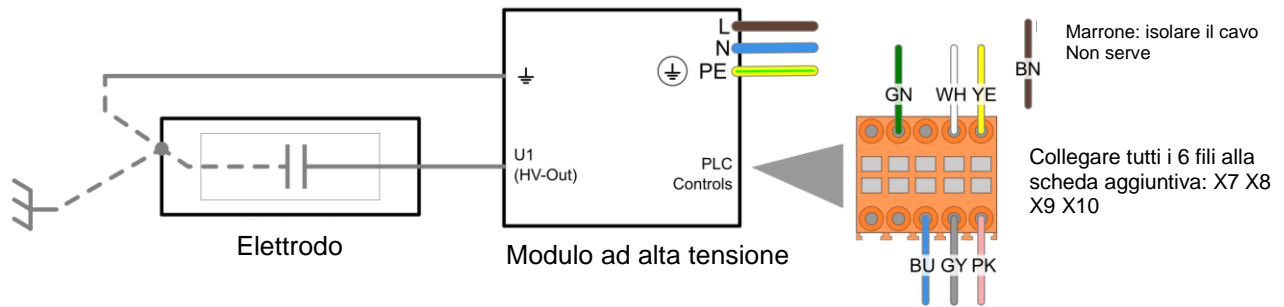 L
N
PE
U1
(HV-Out)
PLC
Controls
Elettrodo
Modulo ad alta tensione
GN WH YE
BN
BU GY PK
Marrone: isolare il cavo
Non serve
Collegare tutti i 6 fili alla
scheda aggiuntiva: X7 X8
X9 X10